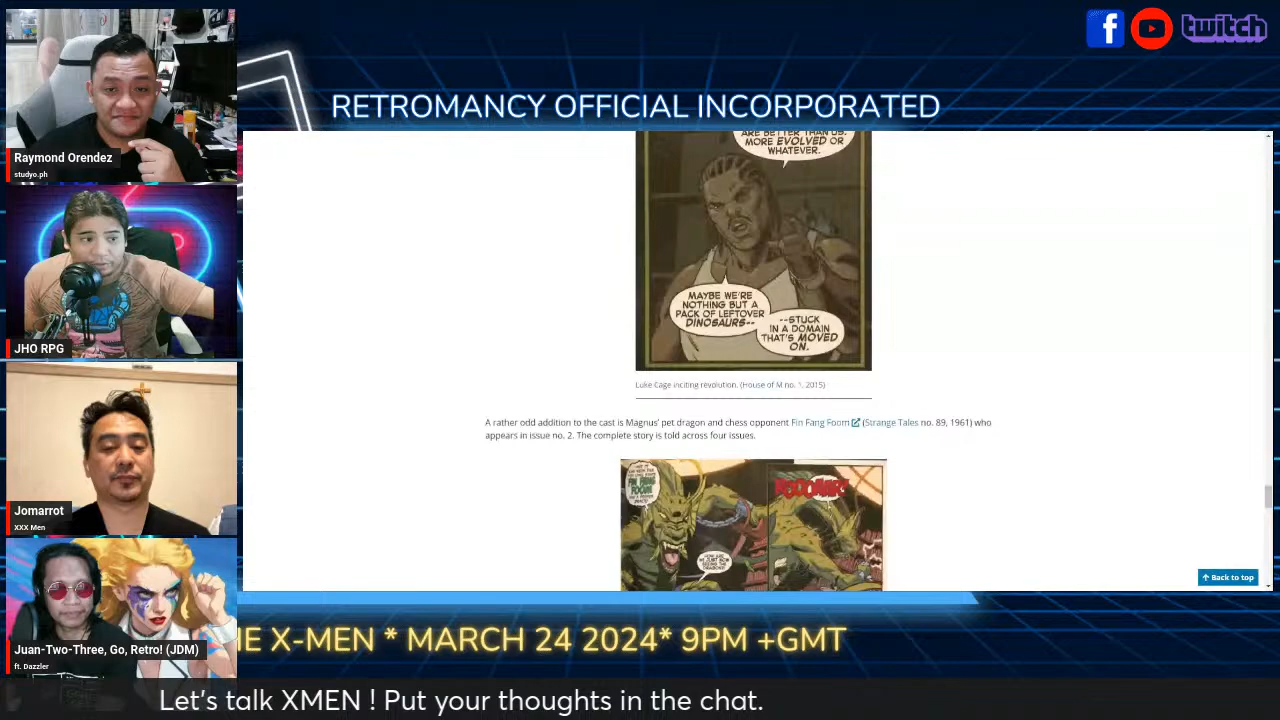 twitch
RETROMANCY OFFICIAL INCORPORATED
Raymond Orendez
studyo.ph
JHO RPG
Jomarrot
XXX Men
Juan-Two-Three, Go, Retro! (JDM)
ft. Dazzler
ARE BETTER THAN US.
MORE EVOLVED OR
WHATEVER.
MAYBE WE'RE
NOTHING BUT A
PACK OF LEFTOVER
DINOSAURS--
--STUCK
IN A DOMAIN
THAT'S MOVED
ON.
Luke Cage inciting revolution. (House of M no. 1, 2015)
A rather odd addition to the cast is Magnus' pet dragon and chess opponent Fin Fang Foom (Strange Tales no. 89, 1961) who
appears in issue no. 2. The complete story is told across four issues.
Back to top
HE X-MEN * MARCH 24 2024* 9PM +GMT
Let's talk XMEN ! Put your thoughts in the chat.